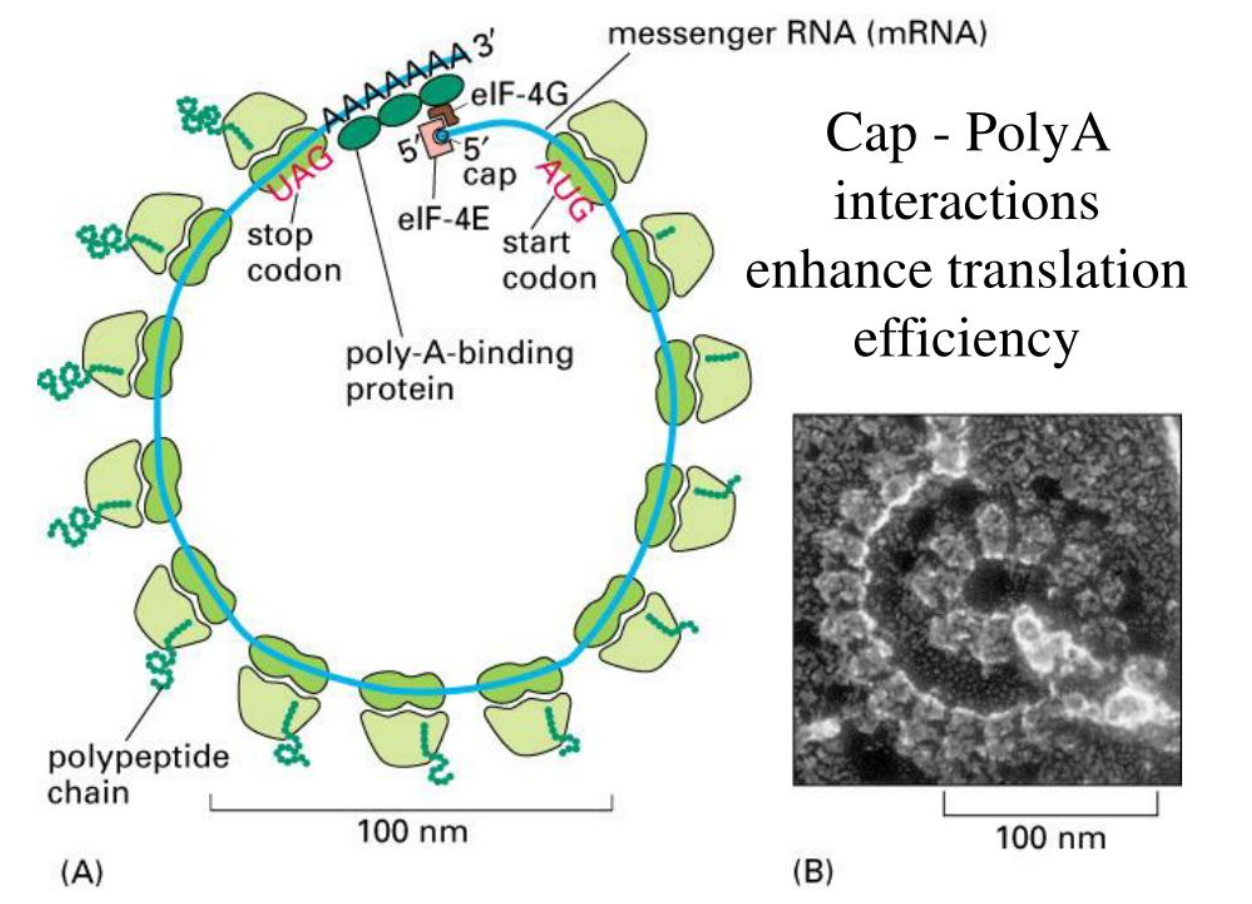 messenger RNA (mRNA)
AAAAAAA 3′
eIF-4G
5′
5′
cap
eIF-4E
UAG
stop
codon
AUG
start
codon
poly-A-binding
protein
polypeptide
chain
100 nm
(A)
Cap - PolyA
interactions
enhance translation
efficiency
100 nm
(B)